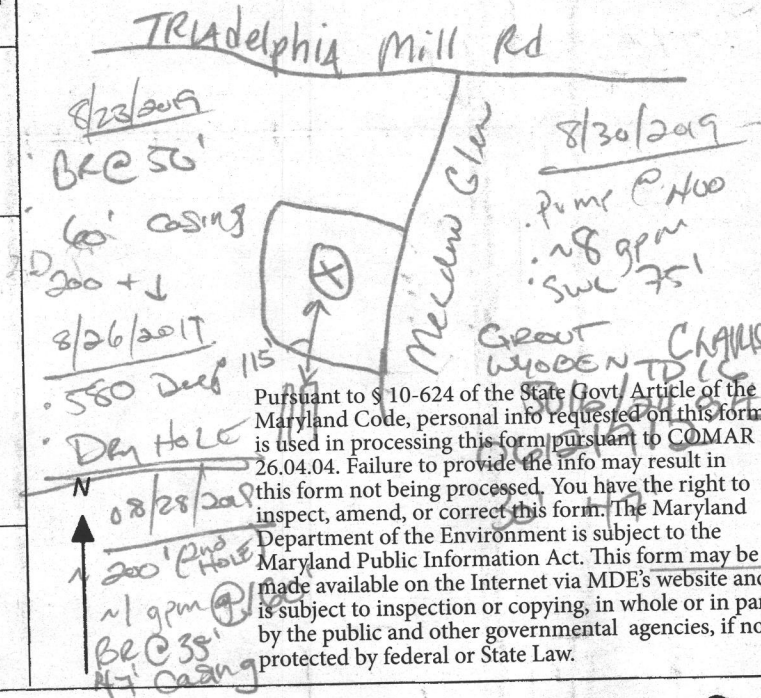 TRIAdelphia Mill Rd
8/23/2019
BR @ 50'
60' casing
200 + ↓
8/26/2019
580 Deep
DRy HOLE
N
08/28/2019
~ 200' (2nd HOLE)
~1 gpm @
BR @ 35'
47' Casing
115'
Meadow Glen
8/30/2019
Pump @ 400
~8 gpm
SWL 75'
GROUT
Pursuant to § 10-624 of the State Govt. Article of the
Maryland Code, personal info requested on this form
is used in processing this form pursuant to COMAR
26.04.04. Failure to provide the info may result in
this form not being processed. You have the right to
inspect, amend, or correct this form. The Maryland
Department of the Environment is subject to the
Maryland Public Information Act. This form may be
made available on the Internet via MDE's website and
is subject to inspection or copying, in whole or in par
by the public and other governmental agencies, if no
protected by federal or State Law.